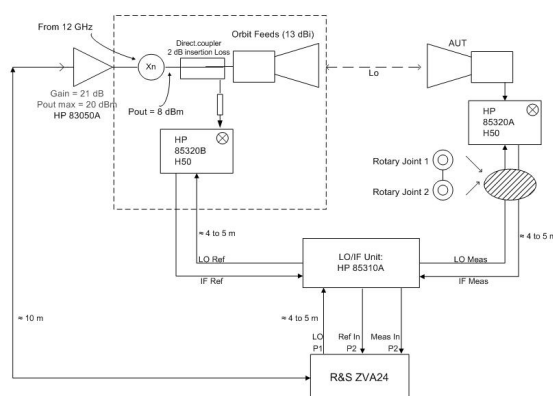 From 12 GHz
Direct.coupler
2 dB insertion Loss
Orbit Feeds (13 dBi)
AUT
Xn
Lo
Gain = 21 dB
Pout max = 20 dBm
HP 83050A
Pout = 8 dBm
HP
85320B
H50
HP
85320A
H50
Rotary Joint 1
Rotary Joint 2
≈ 4 to 5 m
≈ 4 to 5 m
LO Ref
IF Ref
LO/IF Unit:
HP 85310A
LO Meas
IF Meas
≈ 10 m
≈ 4 to 5 m
LO
P1
Ref In
P2
Meas In
P2
R&S ZVA24